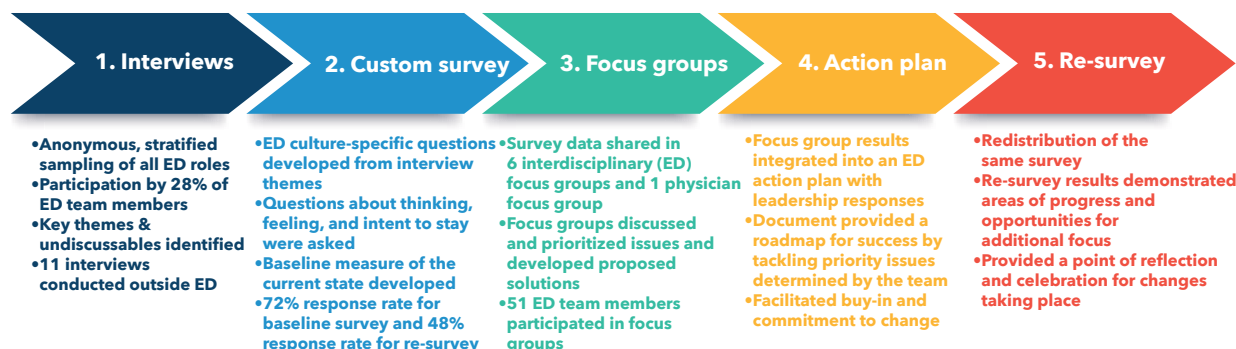 1. Interviews
•Anonymous, stratified
sampling of all ED roles
•Participation by 28% of
ED team members
•Key themes &
undiscussables identified
•11 interviews
conducted outside ED
2. Custom survey
•ED culture-specific questions
developed from interview
themes
•Questions about thinking,
feeling, and intent to stay
were asked
•Baseline measure of the
current state developed
•72% response rate for
baseline survey and 48%
response rate for re-survey
3. Focus groups
•Survey data shared in
6 interdisciplinary (ED)
focus groups and 1 physician
focus group
•Focus groups discussed
and prioritized issues and
developed proposed
solutions
•51 ED team members
participated in focus
groups
4. Action plan
•Focus group results
integrated into an ED
action plan with
leadership responses
•Document provided a
roadmap for success by
tackling priority issues
determined by the team
•Facilitated buy-in and
commitment to change
5. Re-survey
•Redistribution of the
same survey
•Re-survey results demonstrated
areas of progress and
opportunities for
additional focus
•Provided a point of reflection
and celebration for changes
taking place